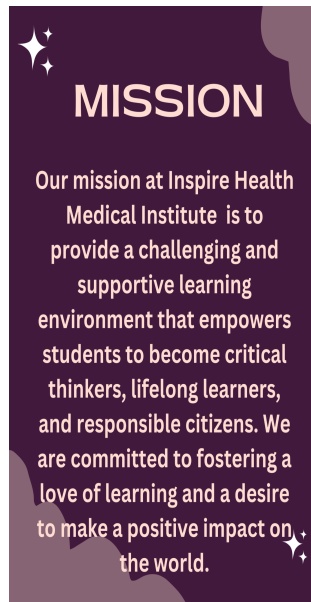 MISSION
Our mission at Inspire Health
Medical Institute is to
provide a challenging and
supportive learning
environment that empowers
students to become critical
thinkers, lifelong learners,
and responsible citizens. We
are committed to fostering a
love of learning and a desire
to make a positive impact on
the world.